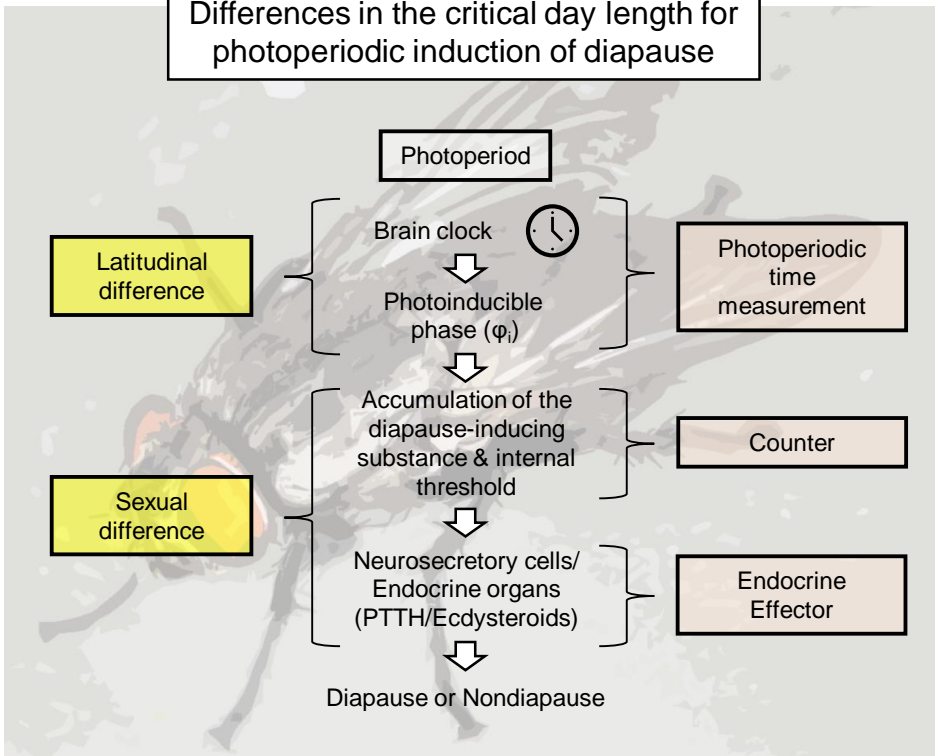 Differences in the critical day length for
photoperiodic induction of diapause
Photoperiod
Brain clock
Latitudinal
difference
Photoperiodic
time
measurement
Photoinducible
phase (φi)
Accumulation of the
diapause-inducing
substance & internal
threshold
Counter
Sexual
difference
Neurosecretory cells/
Endocrine organs
(PTTH/Ecdysteroids)
Endocrine
Effector
Diapause or Nondiapause